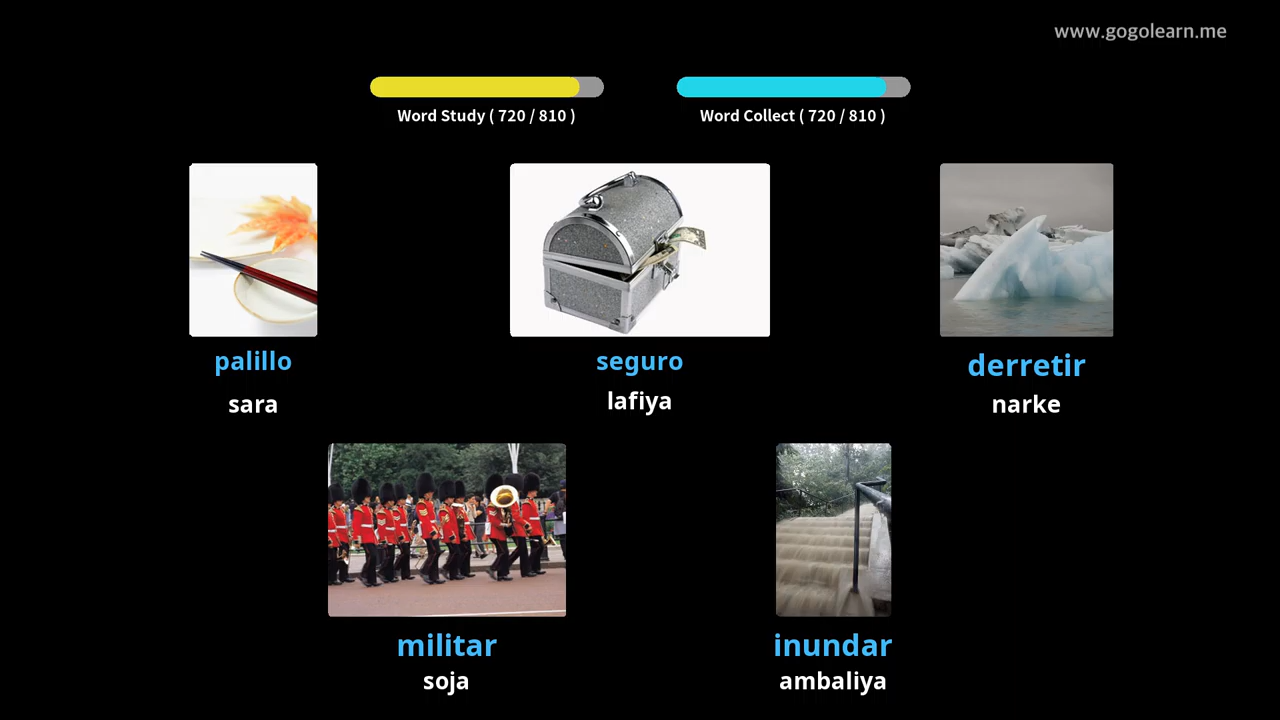 www.gogolearn.me
Word Study ( 720 / 810 )
Word Collect ( 720 / 810 )
palillo
sara
seguro
lafiya
derretir
narke
militar
soja
inundar
ambaliya